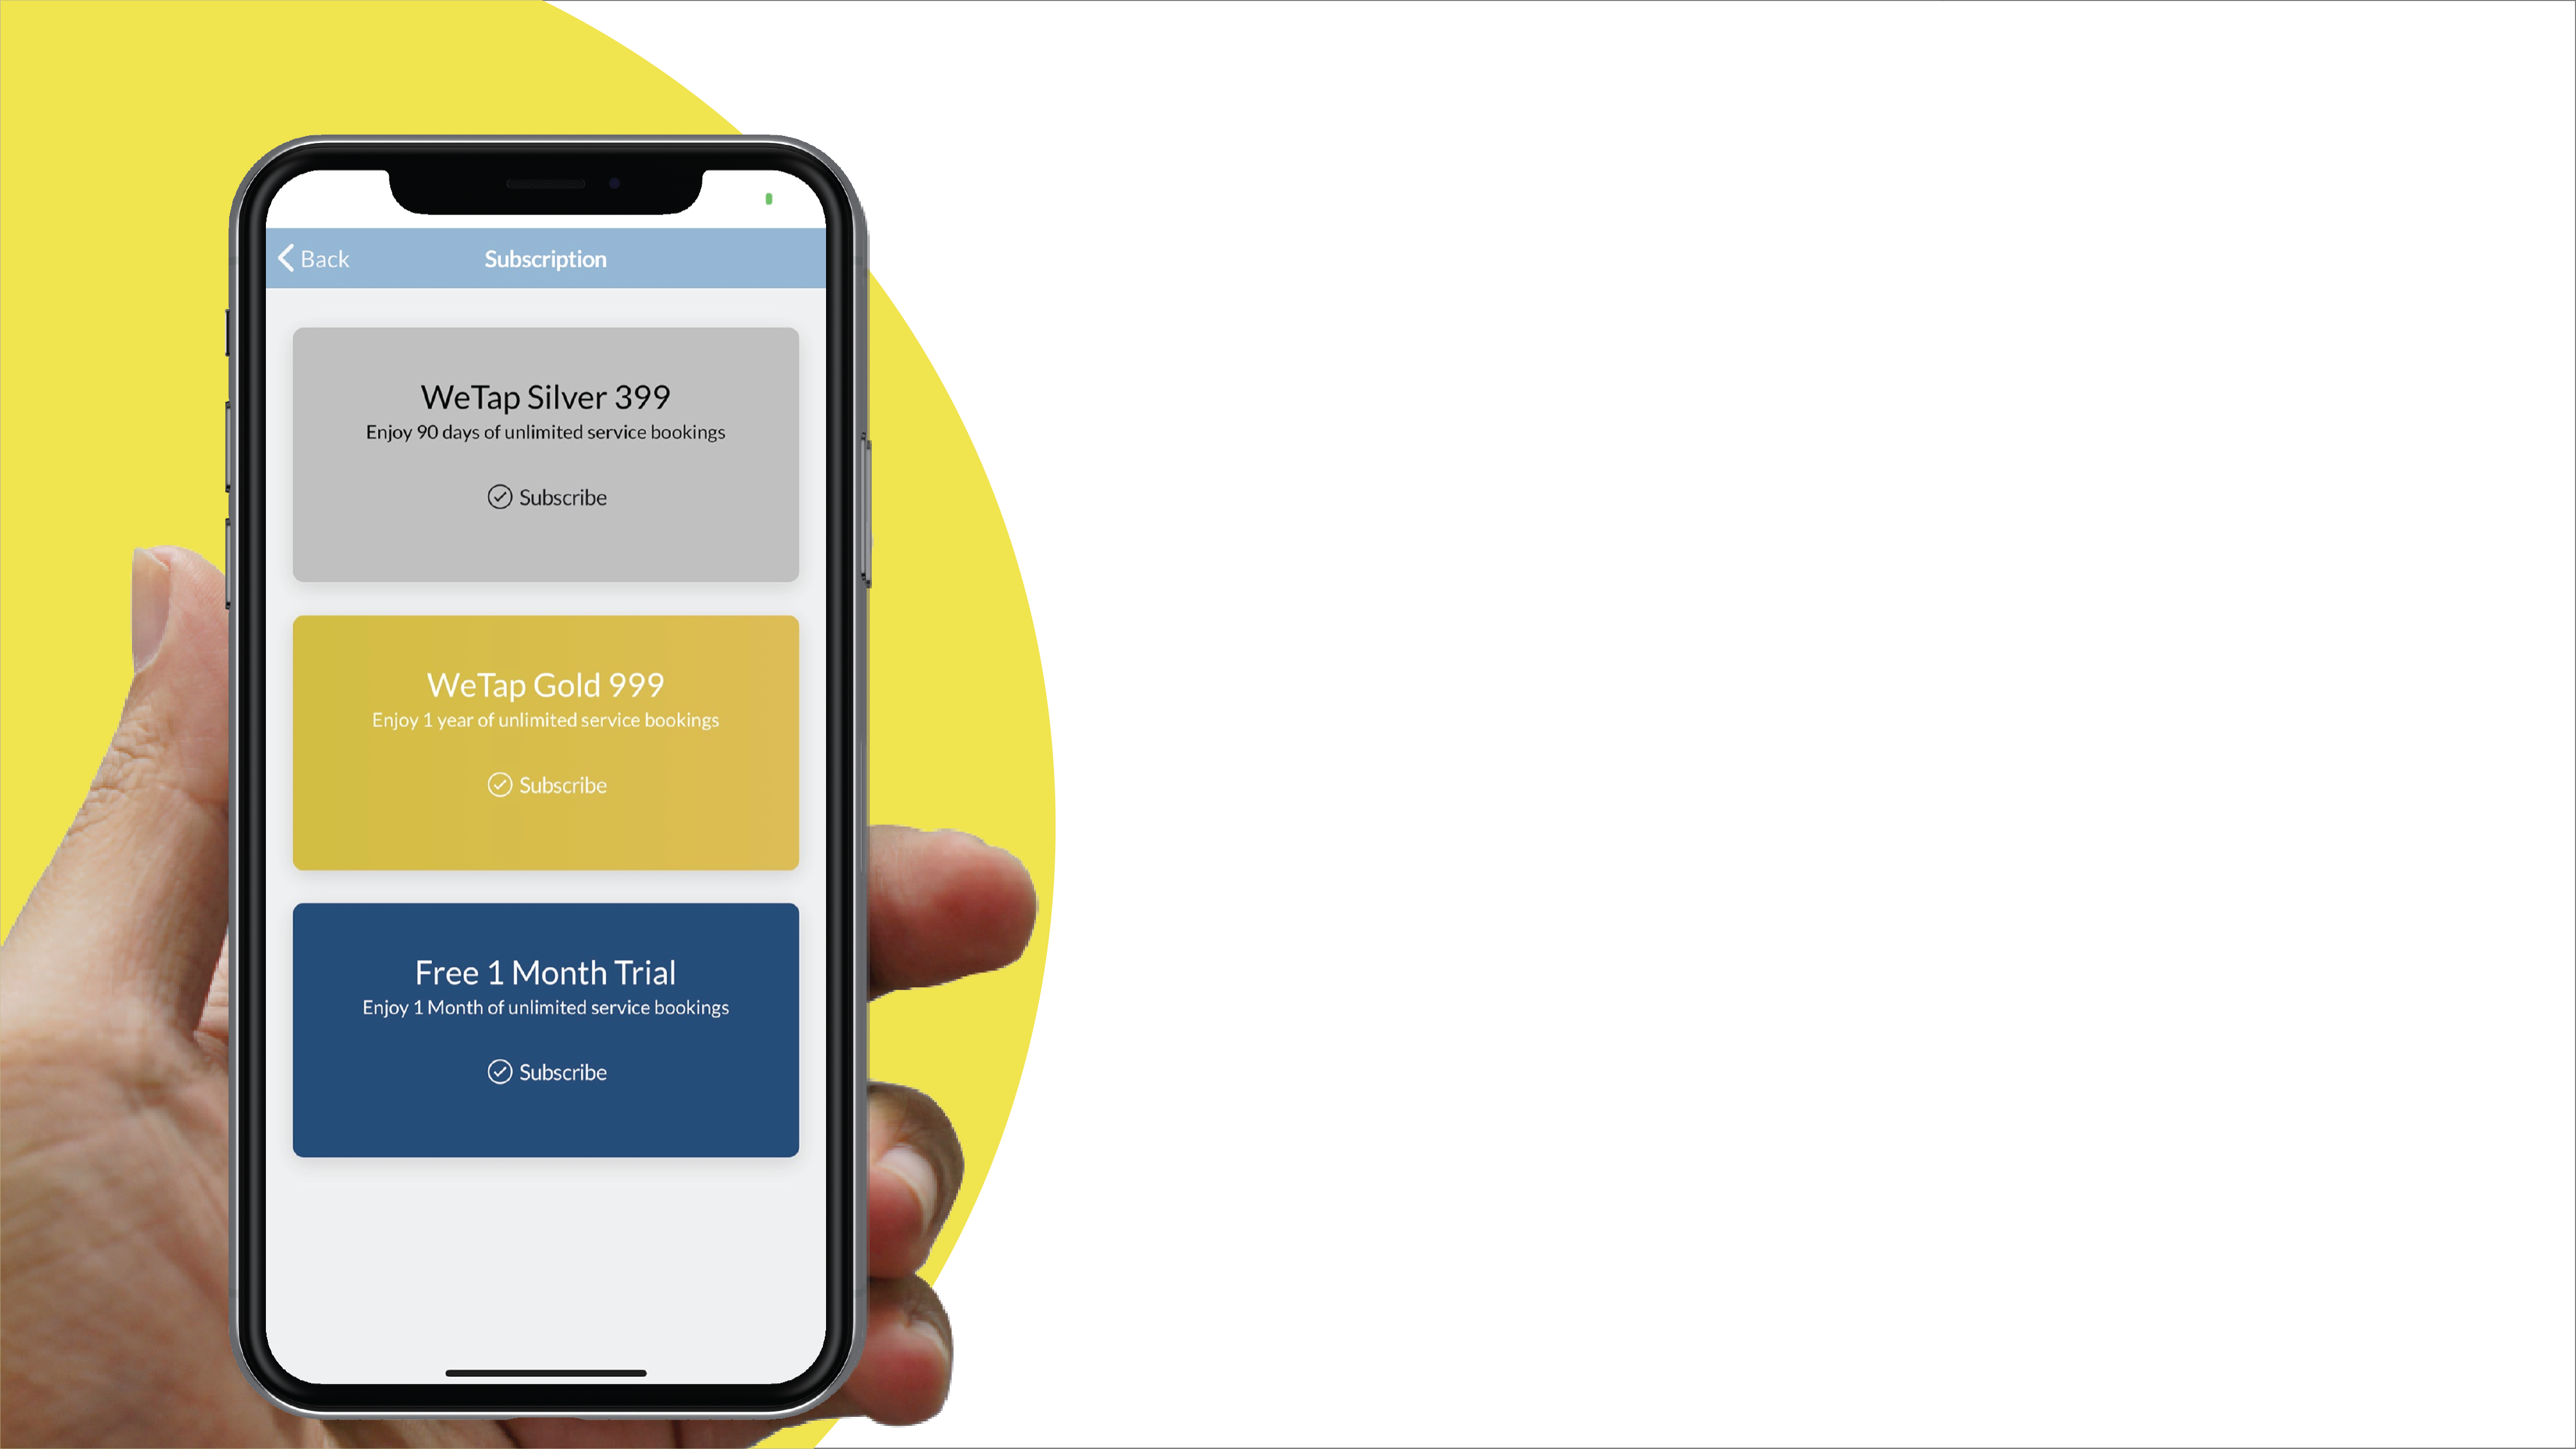 Back
Subscription
WeTap Silver 399
Enjoy 90 days of unlimited service bookings
Subscribe
WeTap Gold 999
Enjoy 1 year of unlimited service bookings
Subscribe
Free 1 Month Trial
Enjoy 1 Month of unlimited service bookings
Subscribe